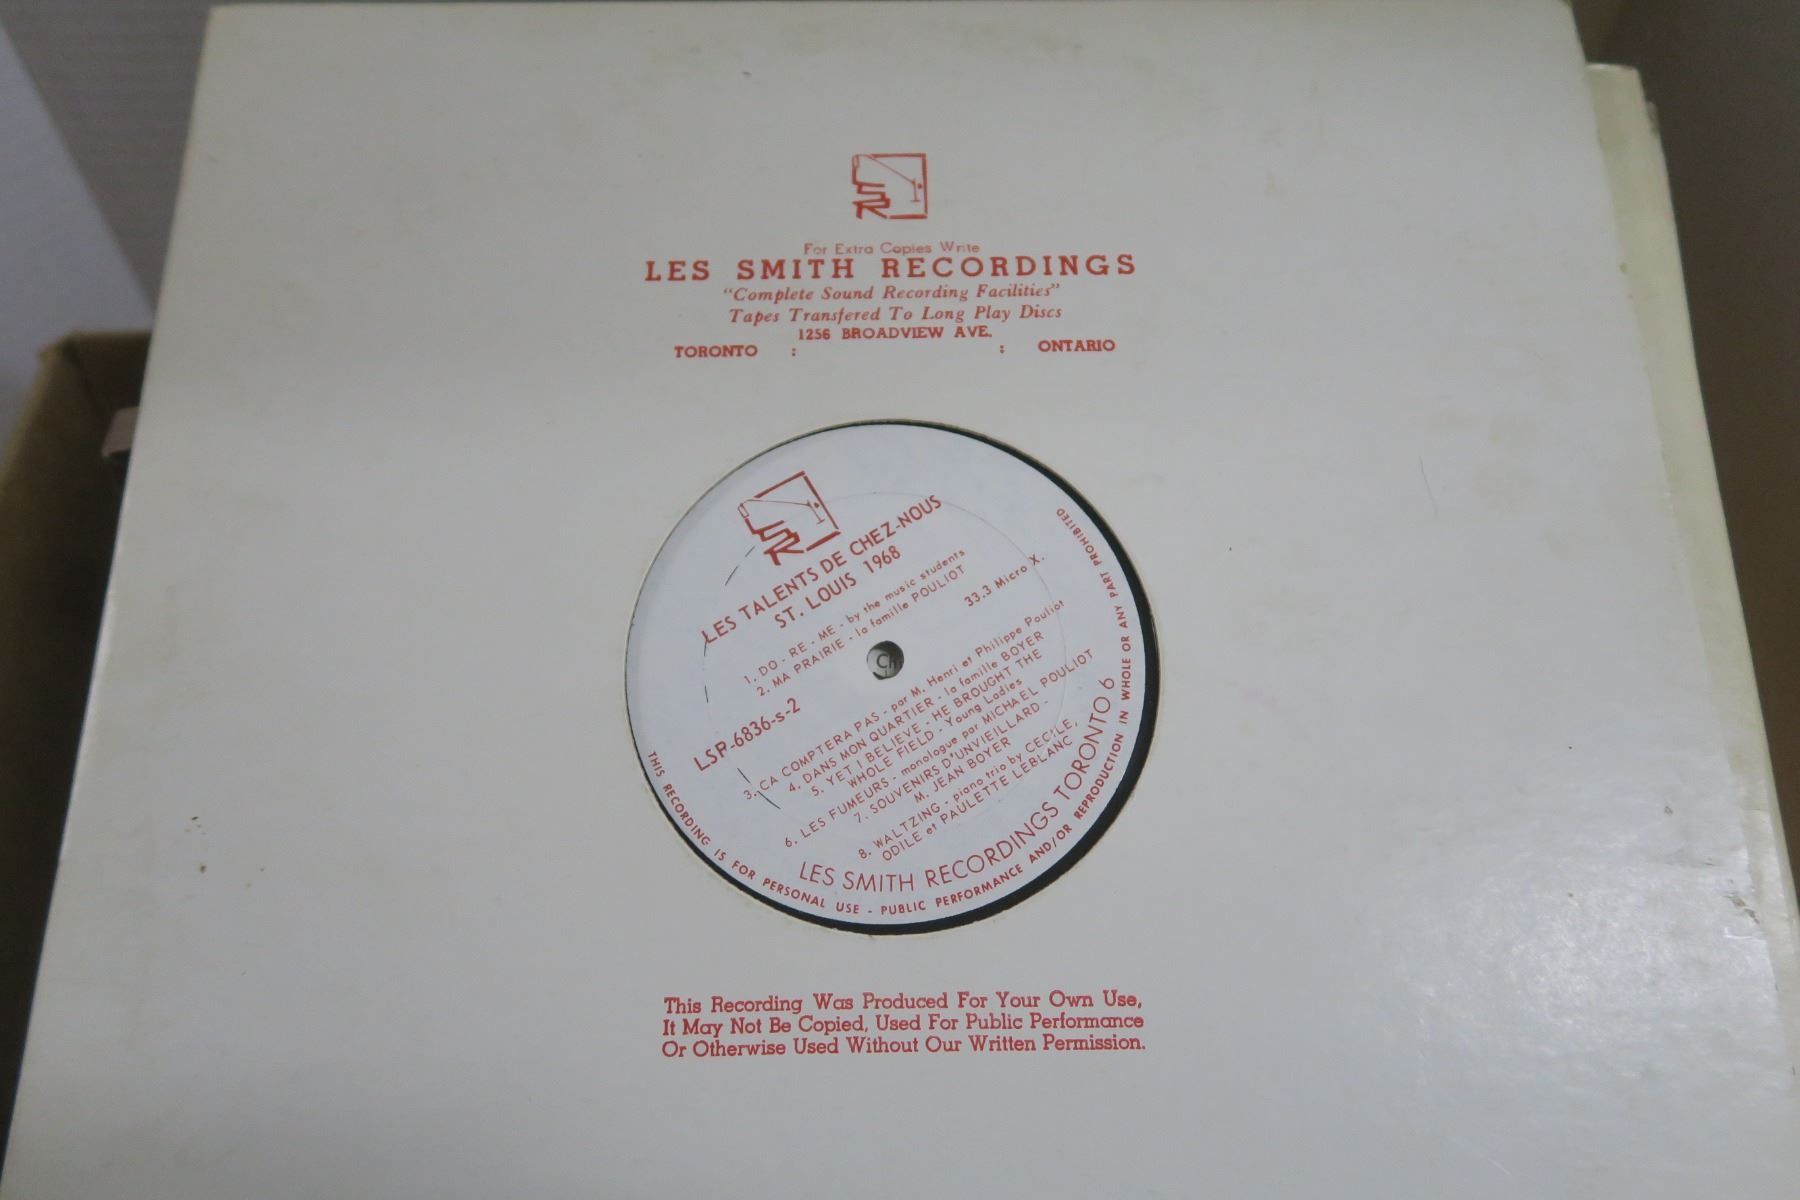 LSR
For Extra Copies Write
LES SMITH RECORDINGS
"Complete Sound Recording Facilities"
Tapes Transfered To Long Play Discs
1256 BROADVIEW AVE.
TORONTO : : ONTARIO
LSR
LES TALENTS DE CHEZ-NOUS
ST. LOUIS 1968
1. DO - RE - ME - by the music students
2. MA PRAIRIE - la famille POULIOT
33.3 Micro X.
LSP-6836-s-2
3. CA COMPTERA PAS - par M. Henri et Philippe Pouliot
4. DANS MON QUARTIER - la famille BOYER
5. YET I BELIEVE - HE BROUGHT THE
WHOLE FIELD - Young Ladies
6. LES FUMEURS - monologue par MICHAEL POULIOT
7. SOUVENIRS D'UNVIEILLARD -
M. JEAN BOYER
8. WALTZING - piano trio by CECILE,
ODILE et PAULETTE LEBLANC
LES SMITH RECORDINGS TORONTO 6
THIS RECORDING IS FOR PERSONAL USE - PUBLIC PERFORMANCE AND/OR REPRODUCTION IN WHOLE OR ANY PART PROHIBITED
This Recording Was Produced For Your Own Use,
It May Not Be Copied, Used For Public Performance
Or Otherwise Used Without Our Written Permission.